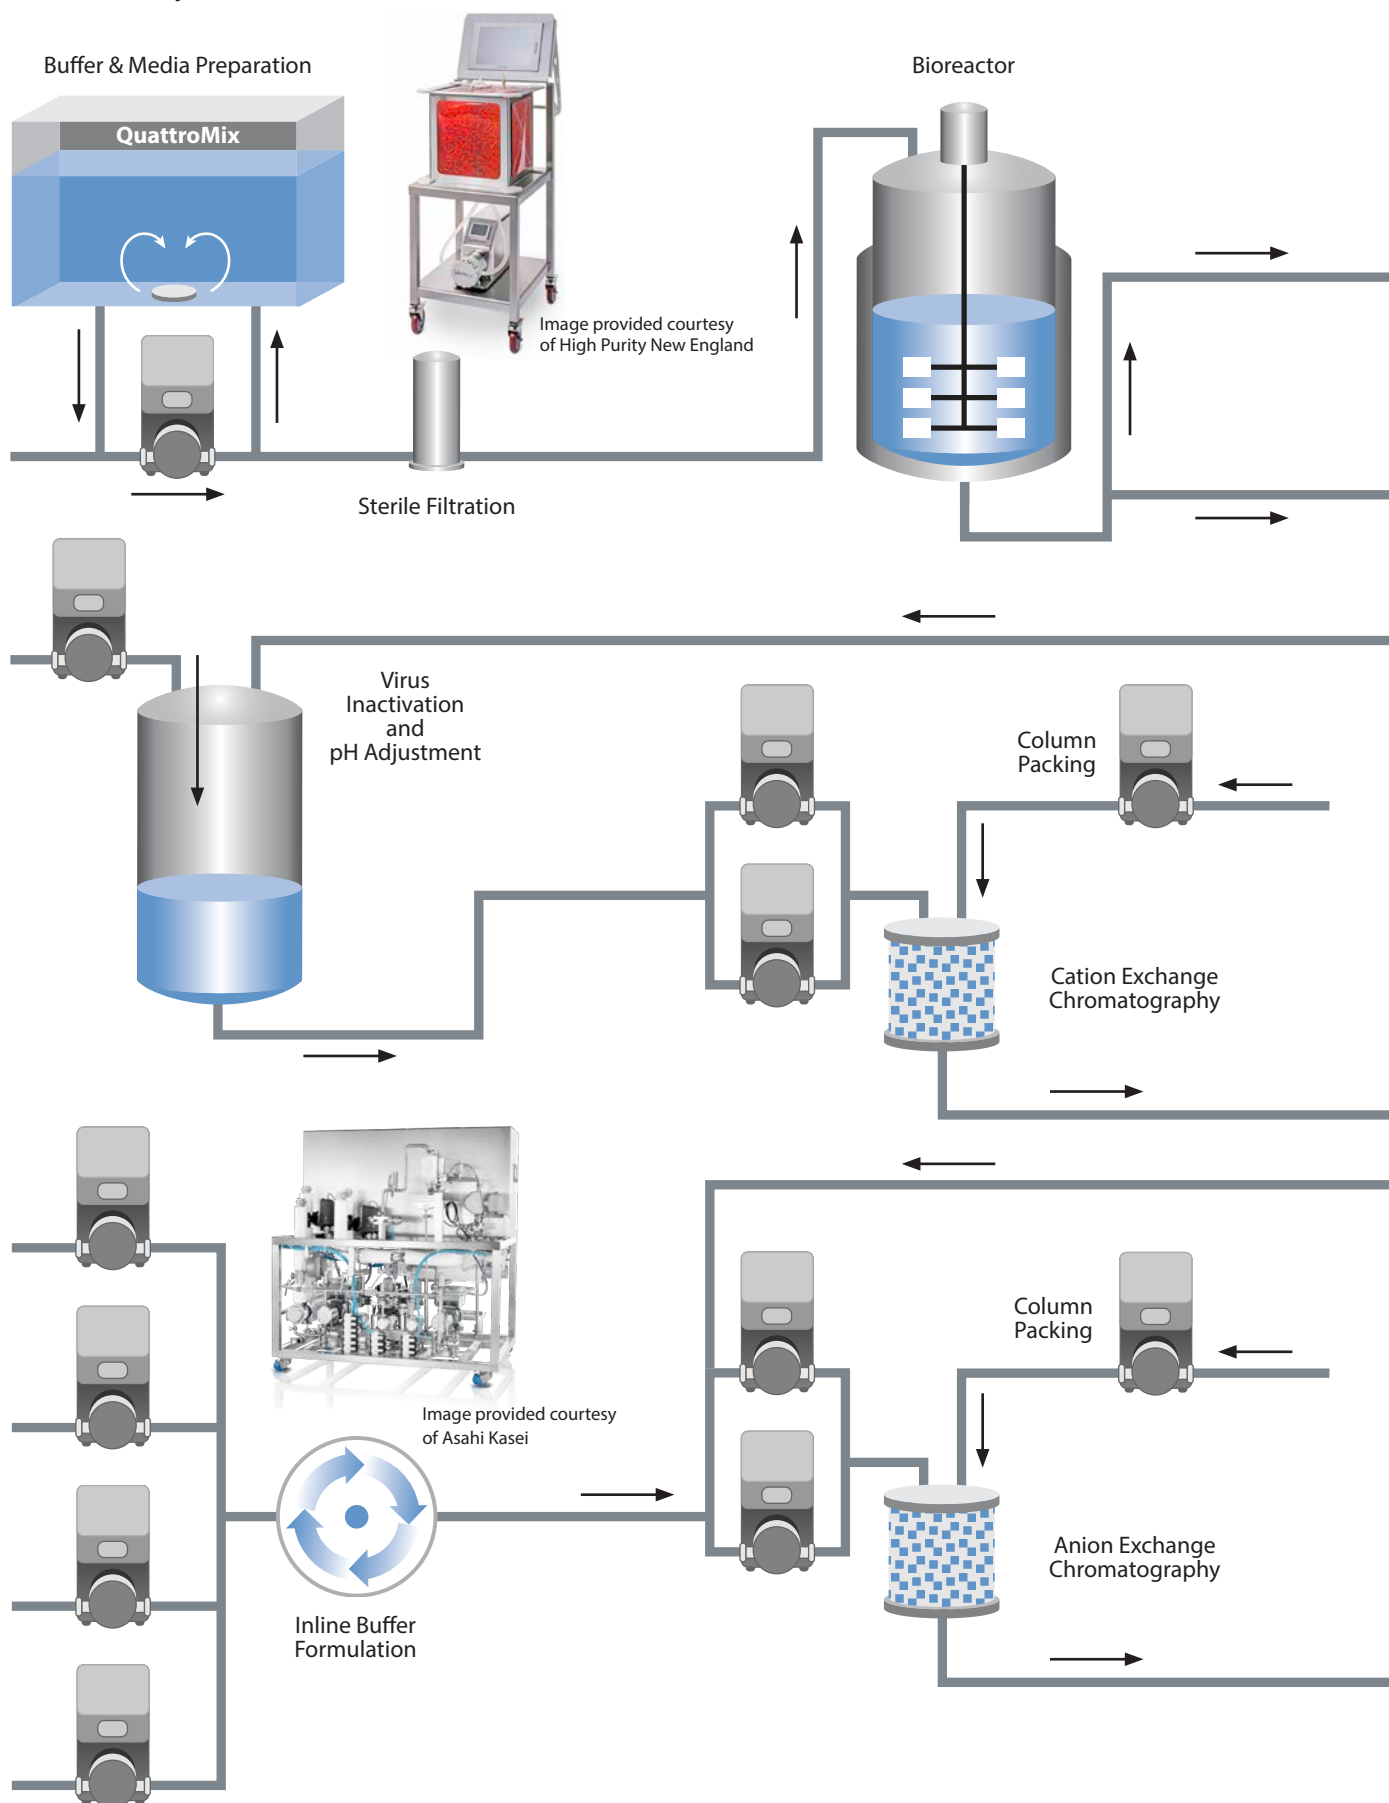 Buffer & Media Preparation
QuattroMix
Bioreactor
Image provided courtesy
of High Purity New England
Sterile Filtration
Virus
Inactivation
and
pH Adjustment
Column
Packing
Cation Exchange
Chromatography
Image provided courtesy
of Asahi Kasei
Column
Packing
Inline Buffer
Formulation
Anion Exchange
Chromatography